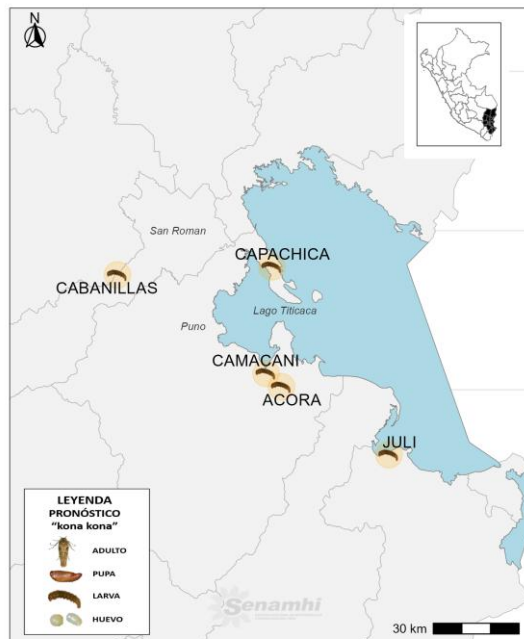 N
San Roman
CAPACHICA
CABANILLAS
Lago Titicaca
Puno
CAMACANI
ACORA
JULI
LEYENDA
PRONÓSTICO
"kona kona"
ADULTO
PUPA
LARVA
HUEVO
Senamhi
30 km